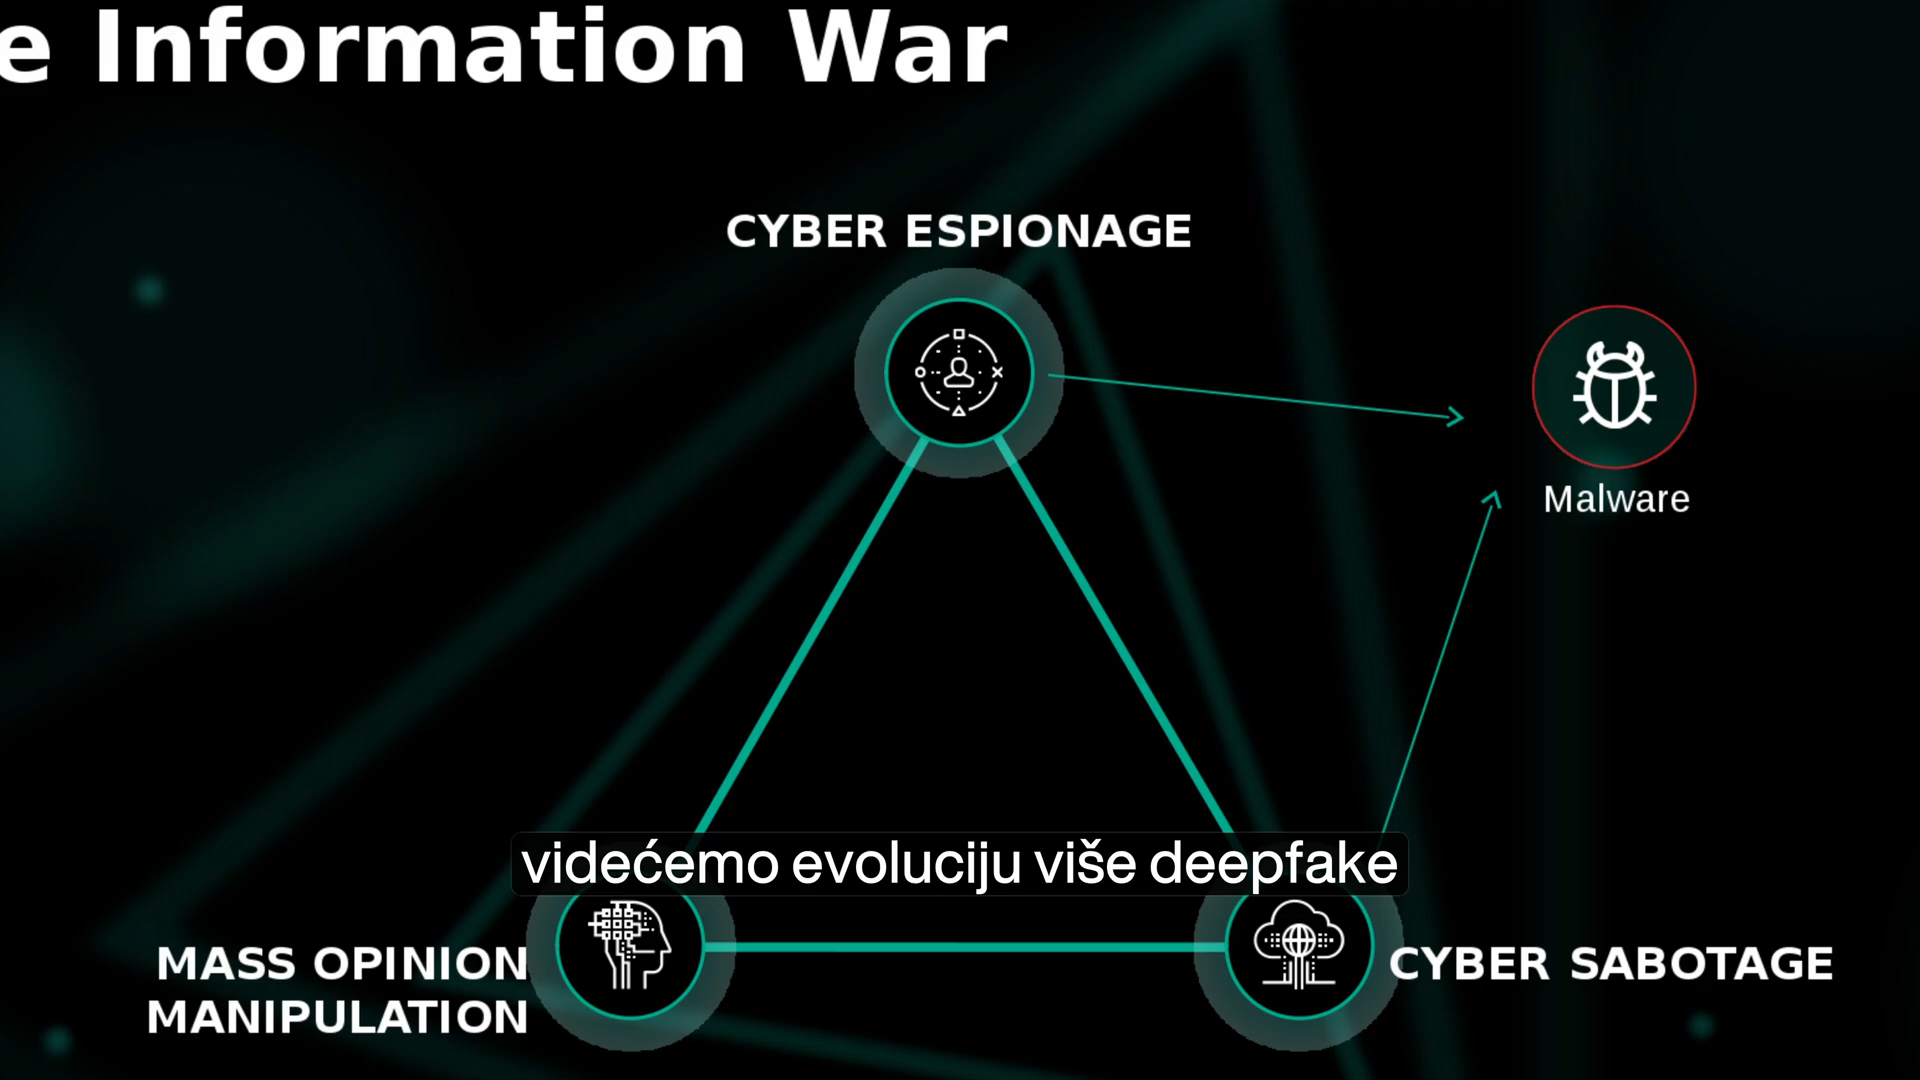 e Information War
CYBER ESPIONAGE
Malware
videćemo evoluciju više deepfake
MASS OPINION
MANIPULATION
CYBER SABOTAGE